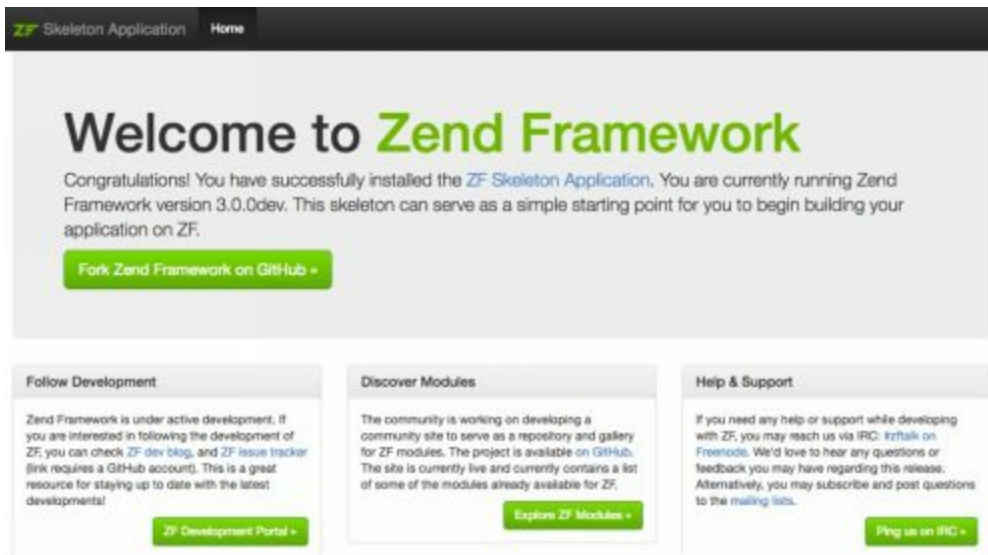 ZF Skeleton Application Home
Welcome to Zend Framework
Congratulations! You have successfully installed the ZF Skeleton Application. You are currently running Zend
Framework version 3.0.0dev. This skeleton can serve as a simple starting point for you to begin building your
application on ZF.
Fork Zend Framework on GitHub »
Follow Development
Zend Framework is under active development. If
you are interested in following the development of
ZF, you can check ZF dev blog, and ZF issue tracker
(link requires a GitHub account). This is a great
resource for staying up to date with the latest
developments!
ZF Development Portal »
Discover Modules
The community is working on developing a
community site to serve as a repository and gallery
for ZF modules. The project is available on GitHub.
The site is currently live and currently contains a list
of some of the modules already available for ZF.
Explore ZF Modules »
Help & Support
If you need any help or support while developing
with ZF, you may reach us via IRC: #zftalk on
Freenode. We'd love to hear any questions or
feedback you may have regarding this release.
Alternatively, you may subscribe and post questions
to the mailing lists.
Ping us on IRC »